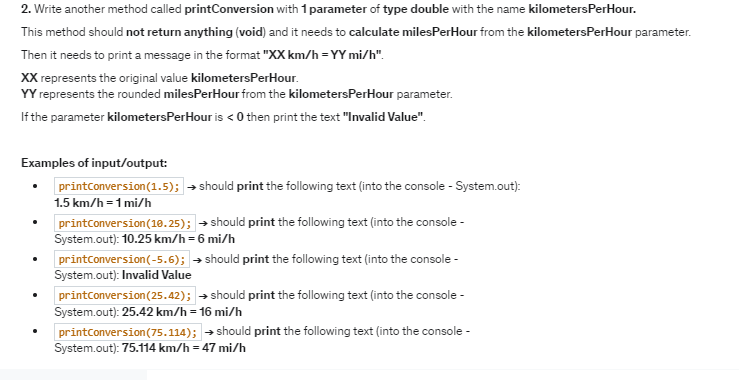 2. Write another method called printConversion with 1 parameter of type double with the name kilometersPerHour.
This method should not return anything (void) and it needs to calculate milesPerHour from the kilometersPerHour parameter.
Then it needs to print a message in the format "XX km/h = YY mi/h".
XX represents the original value kilometersPerHour.
YY represents the rounded milesPerHour from the kilometersPerHour parameter.
If the parameter kilometersPerHour is < 0 then print the text "Invalid Value".
Examples of input/output:
• printConversion(1.5); → should print the following text (into the console - System.out):
1.5 km/h = 1 mi/h
• printConversion(10.25); → should print the following text (into the console -
System.out): 10.25 km/h = 6 mi/h
• printConversion(-5.6); → should print the following text (into the console -
System.out): Invalid Value
• printConversion(25.42); → should print the following text (into the console -
System.out): 25.42 km/h = 16 mi/h
• printConversion(75.114); → should print the following text (into the console -
System.out): 75.114 km/h = 47 mi/h